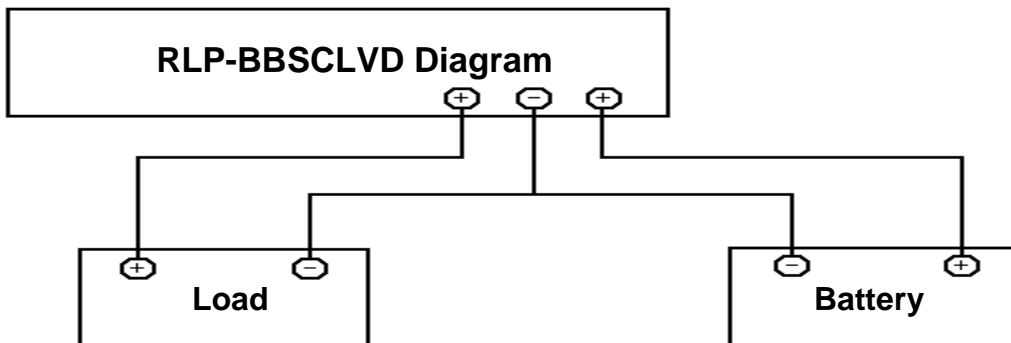 RLP-BBSCLVD Diagram
+ − +
+ − − +
Load Battery